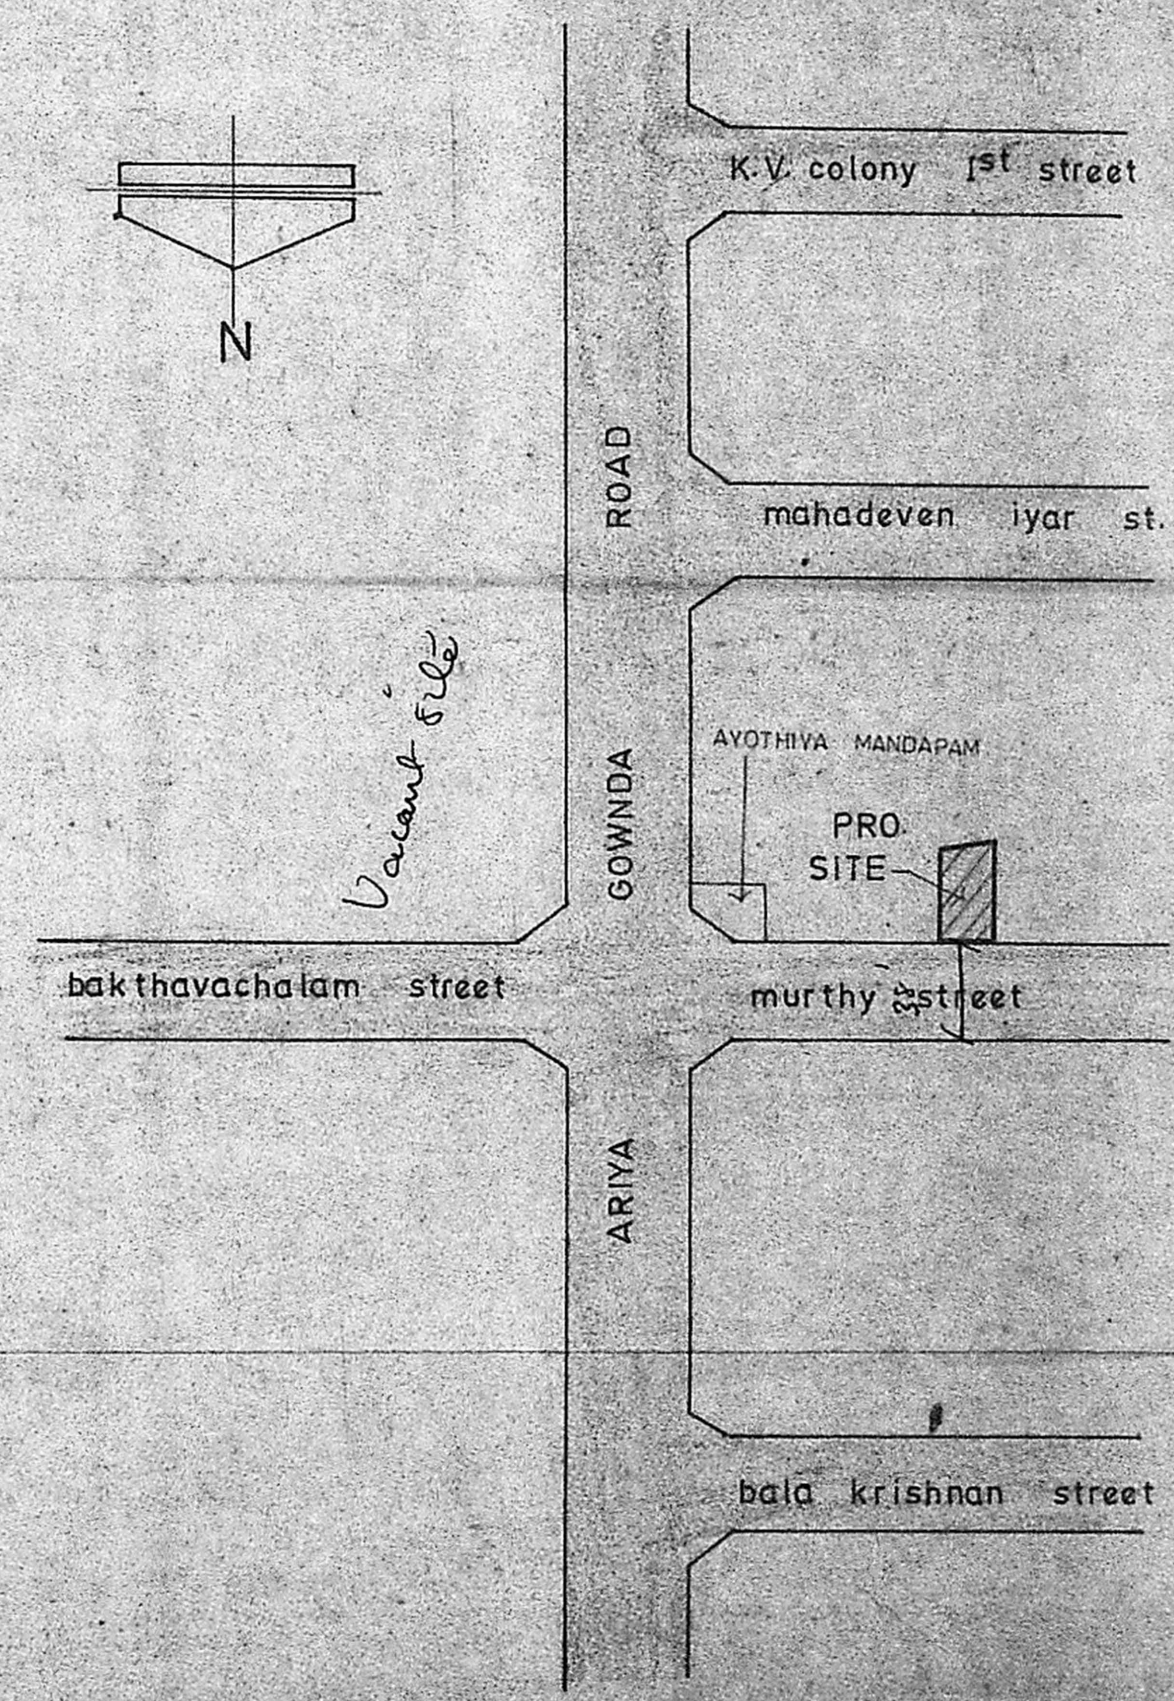 K.V. colony 1st street
N
ROAD
mahadeven iyar st.
Vacant site
AYOTHIYA MANDAPAM
GOWNDA
PRO.
SITE
bakthavachalam street
murthy street
ARIYA
bala krishnan street